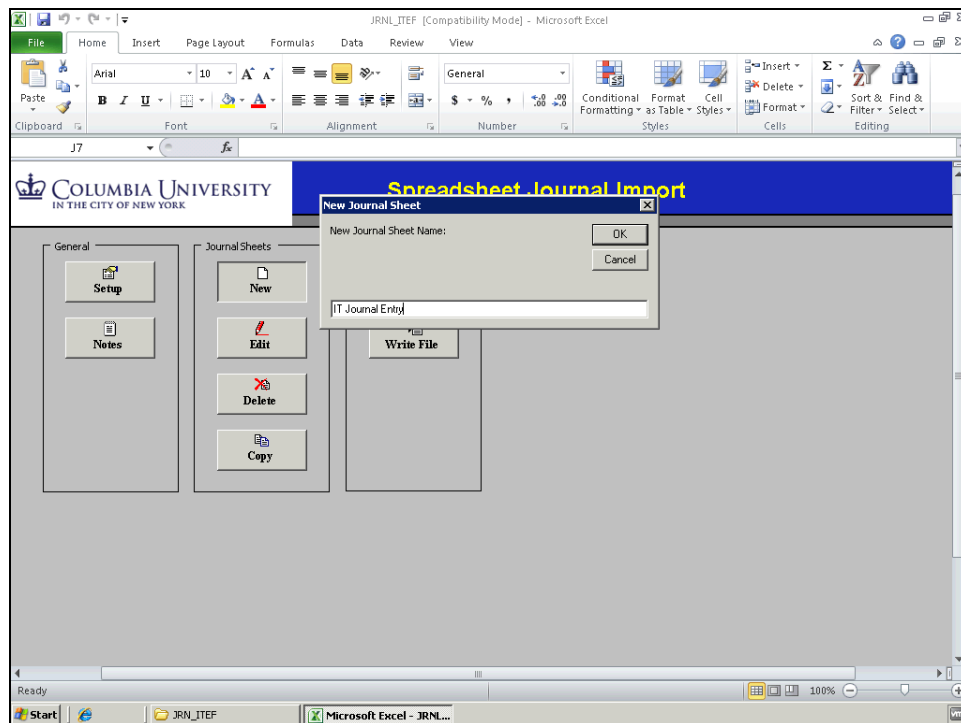 JRNL_ITEF [Compatibility Mode] - Microsoft Excel
File Home Insert Page Layout Formulas Data Review View
Paste
Arial 10 A A General
B I U A $ % , .0 .00 .00 .0
Conditional Formatting Format as Table Cell Styles
Insert
Delete
Format
Σ
Sort & Filter Find & Select
Clipboard Font Alignment Number Styles Cells Editing
J7 fx
COLUMBIA UNIVERSITY
IN THE CITY OF NEW YORK
Spreadsheet Journal Import
New Journal Sheet
New Journal Sheet Name:
OK
Cancel
IT Journal Entry
General
Setup
Notes
Journal Sheets
New
Edit
Delete
Copy
Write File
Ready 100%
Start JRN_ITEF Microsoft Excel - JRNL...